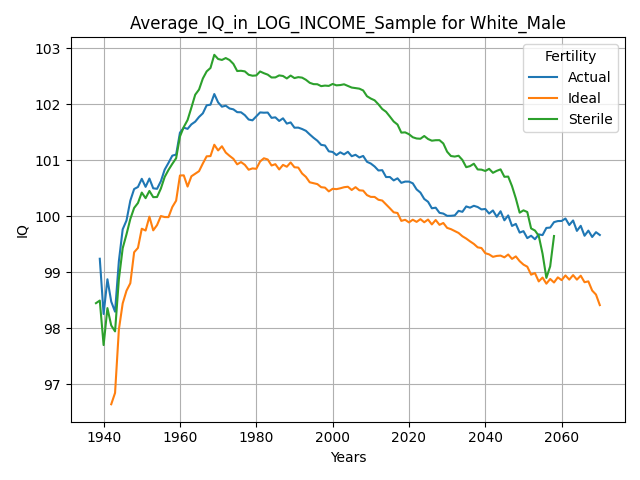 Average_IQ_in_LOG_INCOME_Sample for White_Male
Fertility
Actual
Ideal
Sterile
IQ
103
102
101
100
99
98
97
1940
1960
1980
2000
2020
2040
2060
Years